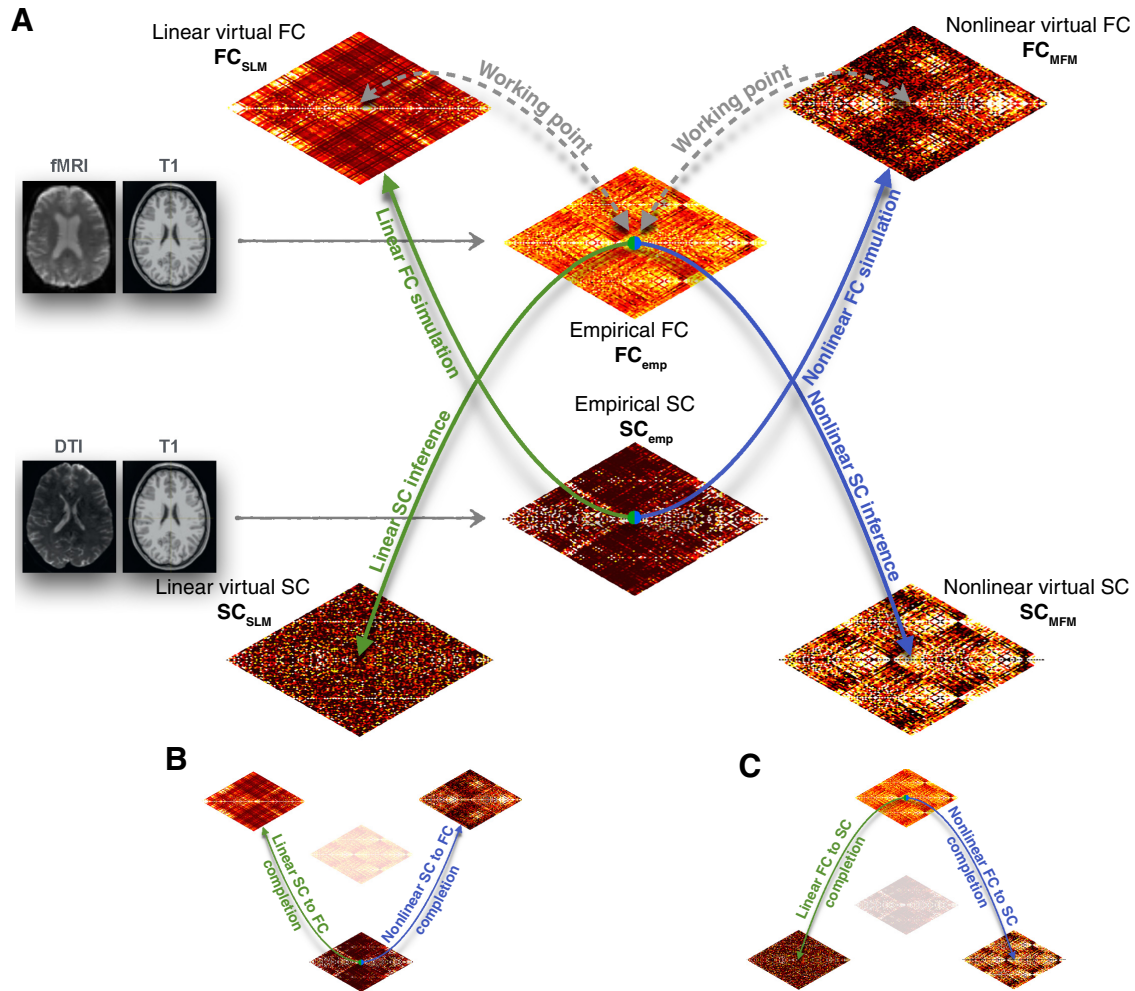 A
Linear virtual FC
FC_SLM
Nonlinear virtual FC
FC_MFM
Working point
Working point
fMRI
T1
Linear FC simulation
Nonlinear FC simulation
Empirical FC
FC_emp
Empirical SC
SC_emp
DTI
T1
Linear SC inference
Nonlinear SC inference
Linear virtual SC
SC_SLM
Nonlinear virtual SC
SC_MFM
B
Linear SC to FC
completion
Nonlinear SC to FC
completion
C
Linear FC to SC
completion
Nonlinear FC to SC
completion